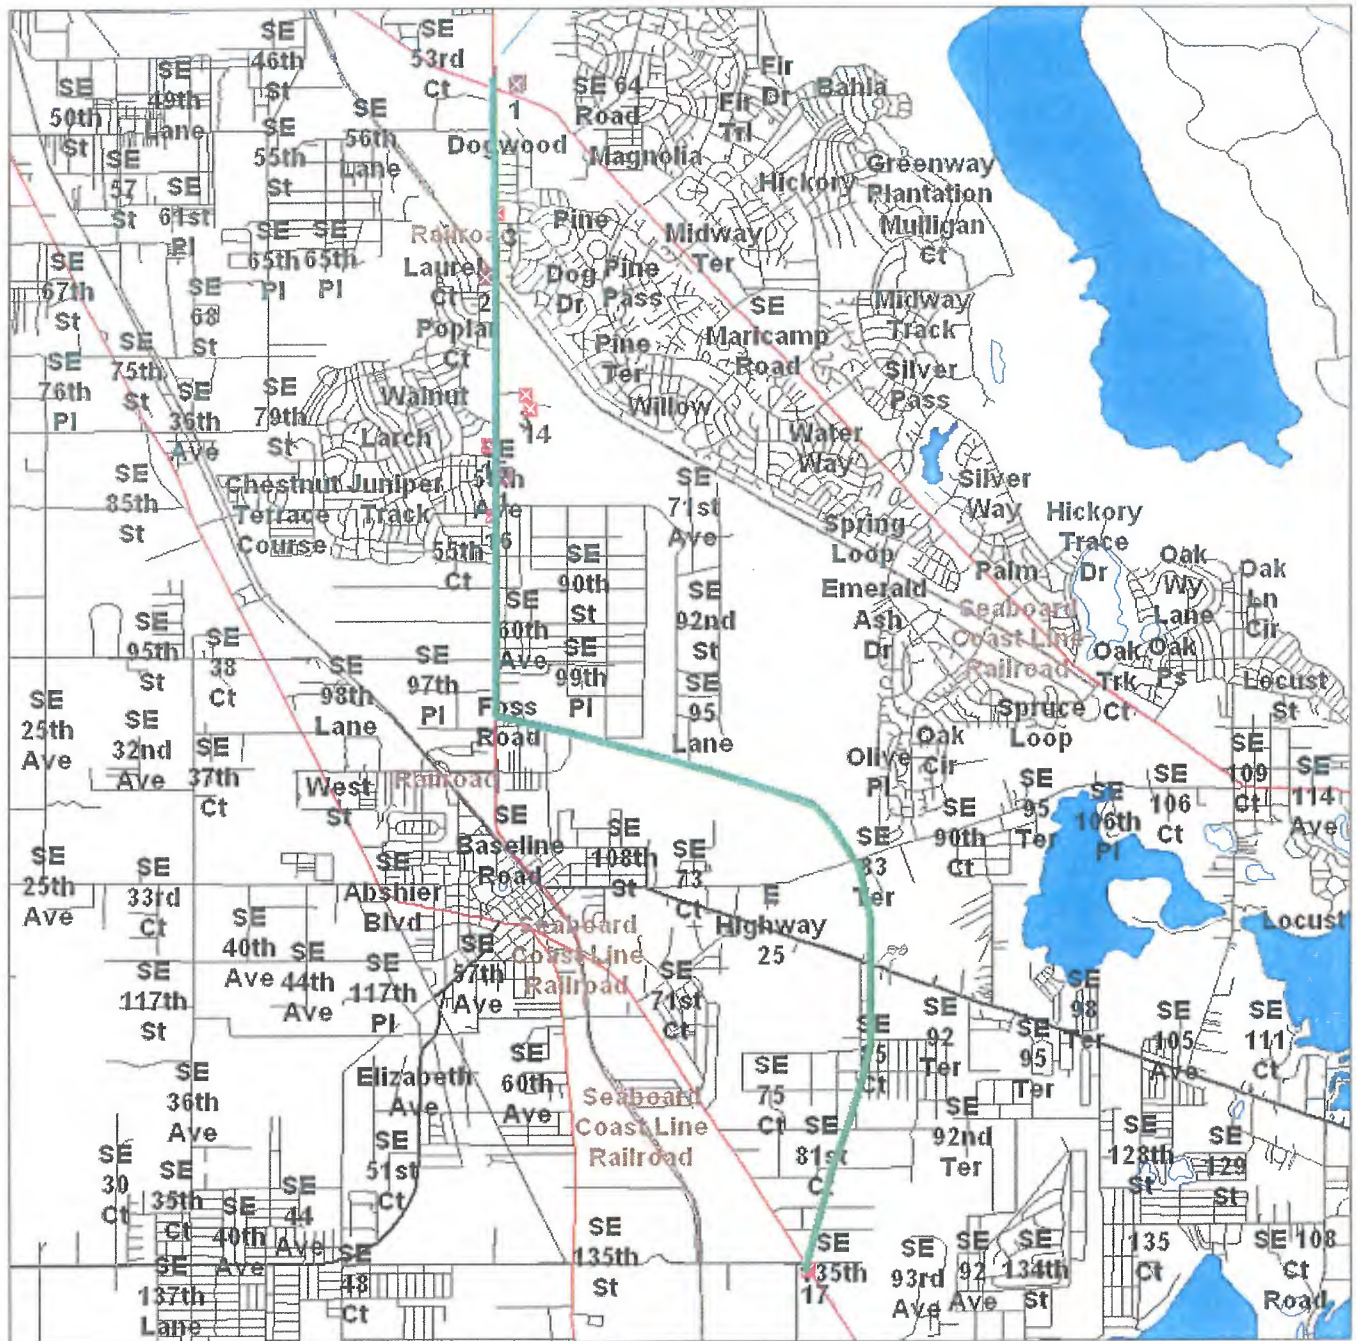 SE
46th
St
SE
53rd
Ct
SE
50th
St
SE
49th
Lane
SE
56th
Lane
1
SE 64
Road
Eir
Dr
Eir
Trl
Bahia
SE
55th
St
Dogwood
Magnolia
Hickory
Greenway
Plantation
Mulligan
Ct
SE
57
St
SE
61st
Pl
SE
65th
Pl
SE
65th
Pl
Railroad
3
Pine
Midway
Ter
SE
67th
St
SE
68
St
Laurel
Ct
2
Dog
Dr
Pine
Pass
SE
Maricamp
Road
Midway
Track
Poplar
Ct
Pine
Ter
Silver
Pass
SE
75th
St
SE
76th
Pl
SE
36th
Ave
SE
79th
St
Walnut
Larch
Willow
14
Water
Way
SE
85th
St
Chestnut
Terrace
Course
Juniper
Track
SE
Ave
16
55th
Ct
SE
71st
Ave
Silver
Way
Spring
Loop
Hickory
Trace
Dr
Palm
Oak
Wy
Lane
Oak
Ln
Cir
SE
90th
St
Emerald
Ash
Dr
Seaboard
Coast Line
Railroad
SE
60th
Ave
SE
92nd
St
SE
99th
Pl
SE
95th
St
SE
38
Ct
SE
98th
Lane
SE
97th
Pl
Oak
Trk
Ct
Oak
Ps
Locust
St
SE
95
Lane
Foss
Road
Spruce
Loop
SE
25th
Ave
SE
32nd
Ave
SE
37th
Ct
West
St
Railroad
Olive
Pl
Oak
Cir
SE
95
Ter
SE
106th
Pl
SE
106
Ct
SE
109
Ct
SE
114
Ave
SE
Baseline
Road
SE
108th
St
SE
73
Ct
SE
83
Ter
SE
90th
Ct
SE
25th
Ave
SE
33rd
Ct
SE
Abshier
Blvd
E
Highway
25
Locust
SE
40th
Ave
SE
44th
Ave
SE
117th
Pl
SE
57th
Ave
Seaboard
Coast Line
Railroad
SE
117th
St
SE
71st
Ct
SE
98
Ter
SE
92
Ter
SE
95
Ter
SE
105
Ave
SE
111
Ct
SE
Ct
SE
36th
Ave
Elizabeth
Ave
SE
60th
Ave
SE
75
Ct
Seaboard
Coast Line
Railroad
SE
81st
SE
92nd
Ter
SE
128th
St
SE
129
St
SE
51st
Ct
SE
30
Ct
SE
35th
Ct
SE
40th
Ave
SE
44
Ave
SE
135th
St
SE
35th
17
SE
93rd
Ave
SE
92
Ave
SE
134th
St
135
Ct
SE 108
Ct
Road
SE
137th
Lane
SE
48
Ct